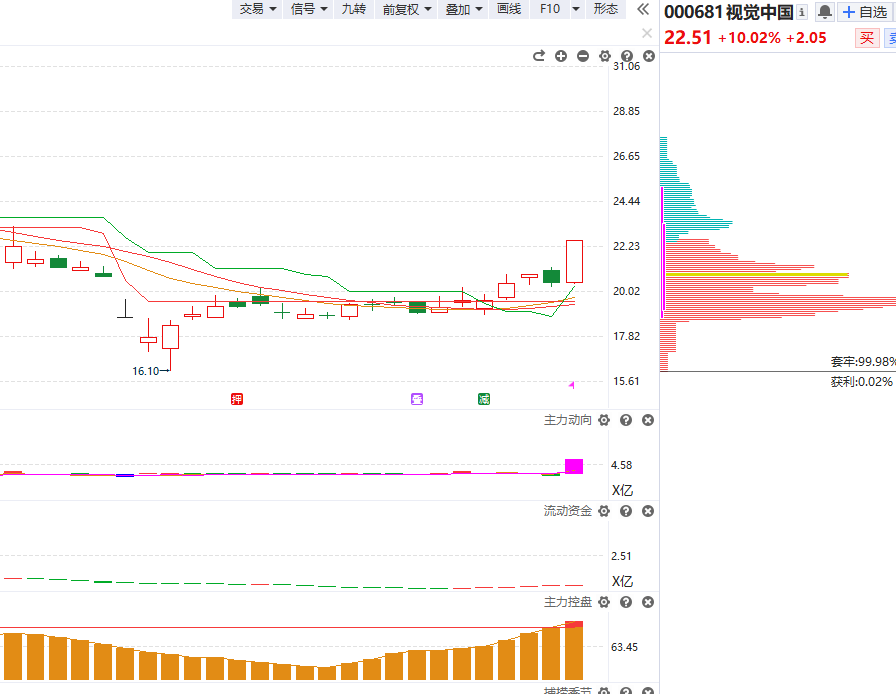 交易 信号 九转 前复权 叠加 画线 F10 形态
000681 视觉中国
自选
22.51 +10.02% +2.05
买
31.06
28.85
26.65
24.44
22.23
20.02
17.82
16.10
15.61
押 减
套牢:99.98%
获利:0.02%
主力动向
4.58
X亿
流动资金
2.51
X亿
主力控盘
63.45